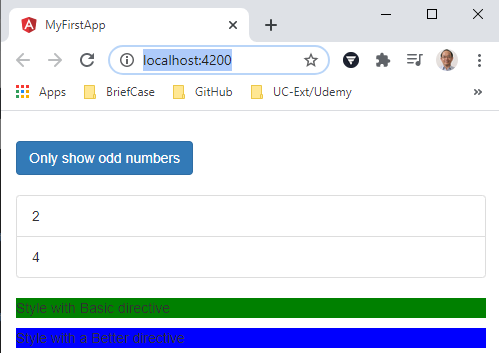 MyFirstApp
localhost:4200
Apps BriefCase GitHub UC-Ext/Udemy »
Only show odd numbers
2
4
Style with Basic directive
Style with a Better directive